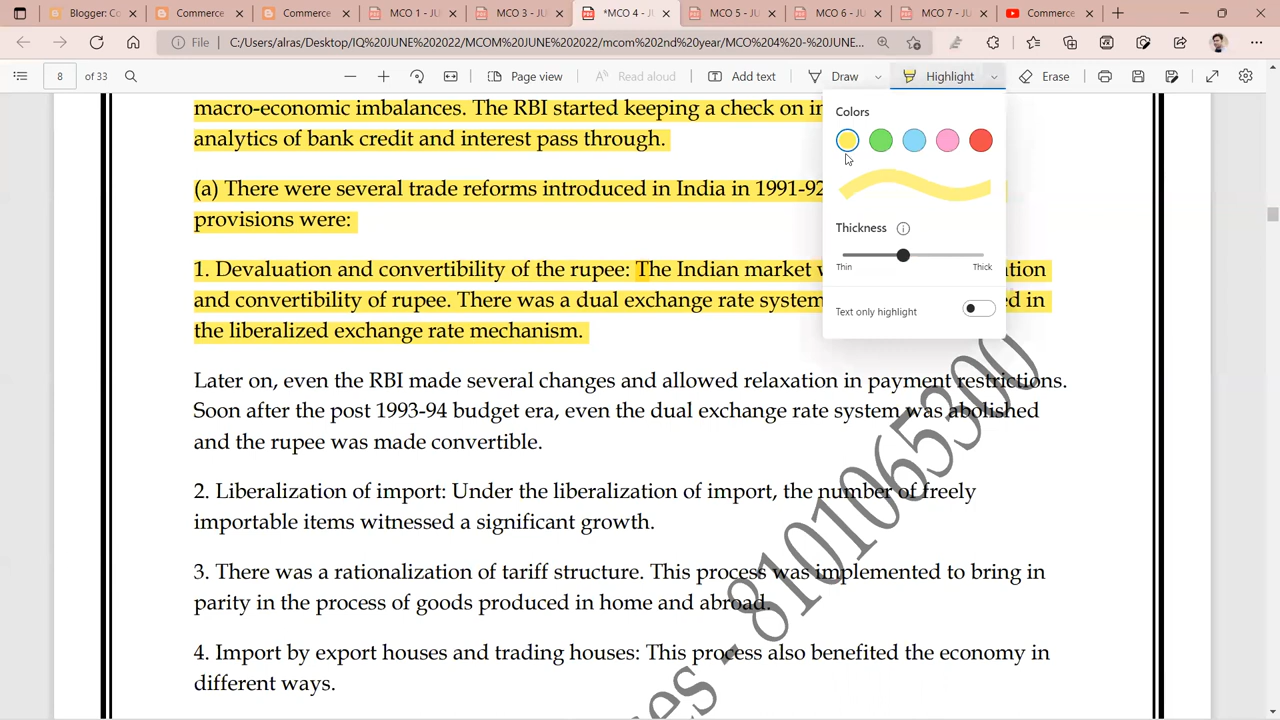 Blogger: Co
Commerce
Commerce
MCO 1 - JU
MCO 3 - JU
*MCO 4 - JU
MCO 5 - JU
MCO 6 - JU
MCO 7 - JU
Commerce
File C:/Users/alras/Desktop/IQ%20JUNE%202022/MCOM%20JUNE%202022/mcom%202nd%20year/MCO%204%20-%20JUNE...
8 of 33 Page view Read aloud Add text Draw Highlight Erase
Colors
Thickness
Thin Thick
Text only highlight
macro-economic imbalances. The RBI started keeping a check on in
analytics of bank credit and interest pass through.
(a) There were several trade reforms introduced in India in 1991-92
provisions were:
1. Devaluation and convertibility of the rupee: The Indian market
and convertibility of rupee. There was a dual exchange rate system in
the liberalized exchange rate mechanism.
Later on, even the RBI made several changes and allowed relaxation in payment restrictions.
Soon after the post 1993-94 budget era, even the dual exchange rate system was abolished
and the rupee was made convertible.
2. Liberalization of import: Under the liberalization of import, the number of freely
importable items witnessed a significant growth.
3. There was a rationalization of tariff structure. This process was implemented to bring in
parity in the process of goods produced in home and abroad.
4. Import by export houses and trading houses: This process also benefited the economy in
different ways.
es - 8101065300